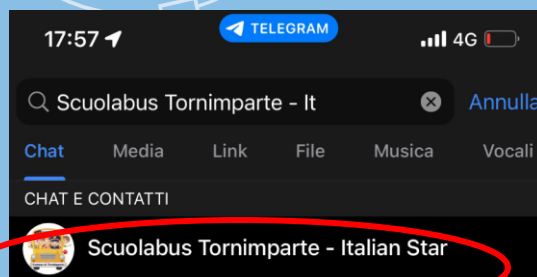 17:57
TELEGRAM
4G
Scuolabus Tornimparte - It
Annulla
Chat Media Link File Musica Vocali
CHAT E CONTATTI
Scuolabus Tornimparte - Italian Star